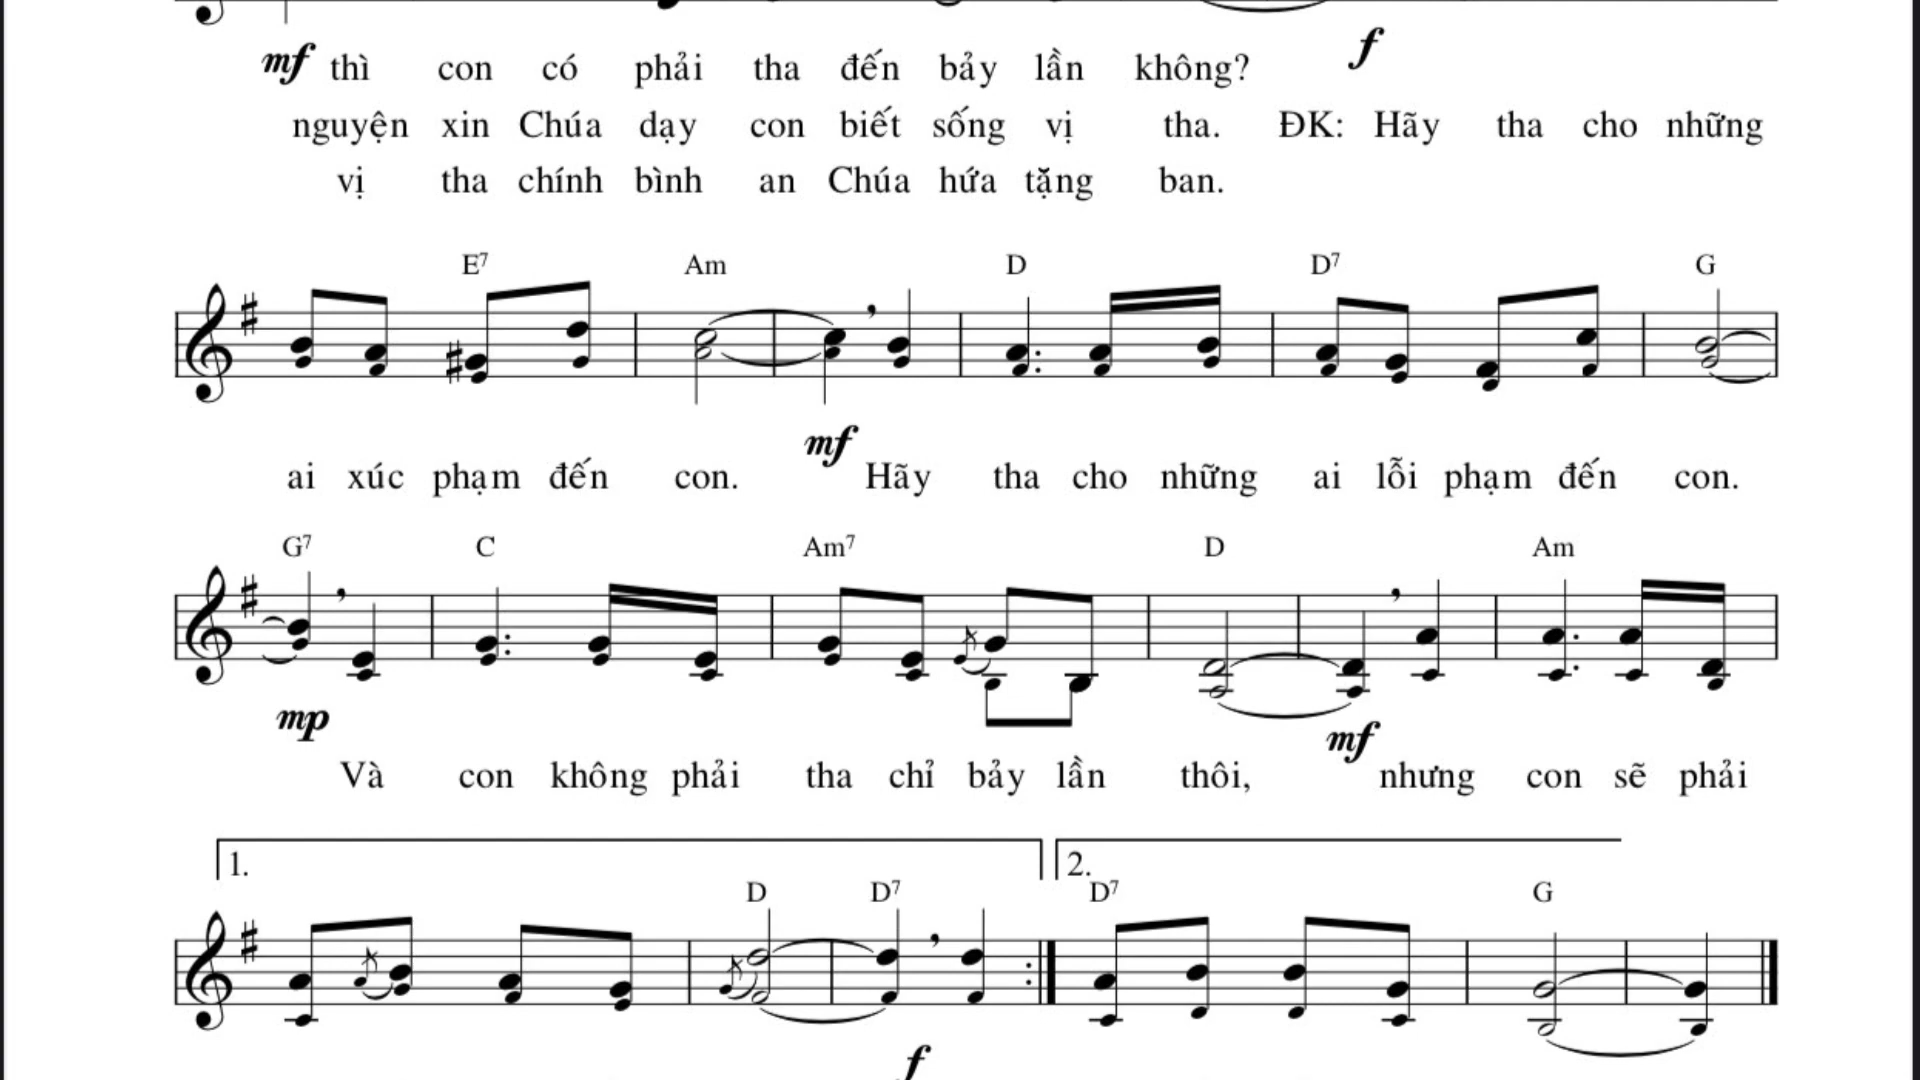 mf f
thì con có phải tha đến bảy lần không?
nguyện xin Chúa dạy con biết sống vị tha. ĐK: Hãy tha cho những
vị tha chính bình an Chúa hứa tặng ban.
E7 Am D D7 G
mf
ai xúc phạm đến con. Hãy tha cho những ai lỗi phạm đến con.
G7 C Am7 D Am
mp mf
Và con không phải tha chỉ bảy lần thôi, nhưng con sẽ phải
1. 2.
D D7 D7 G
f